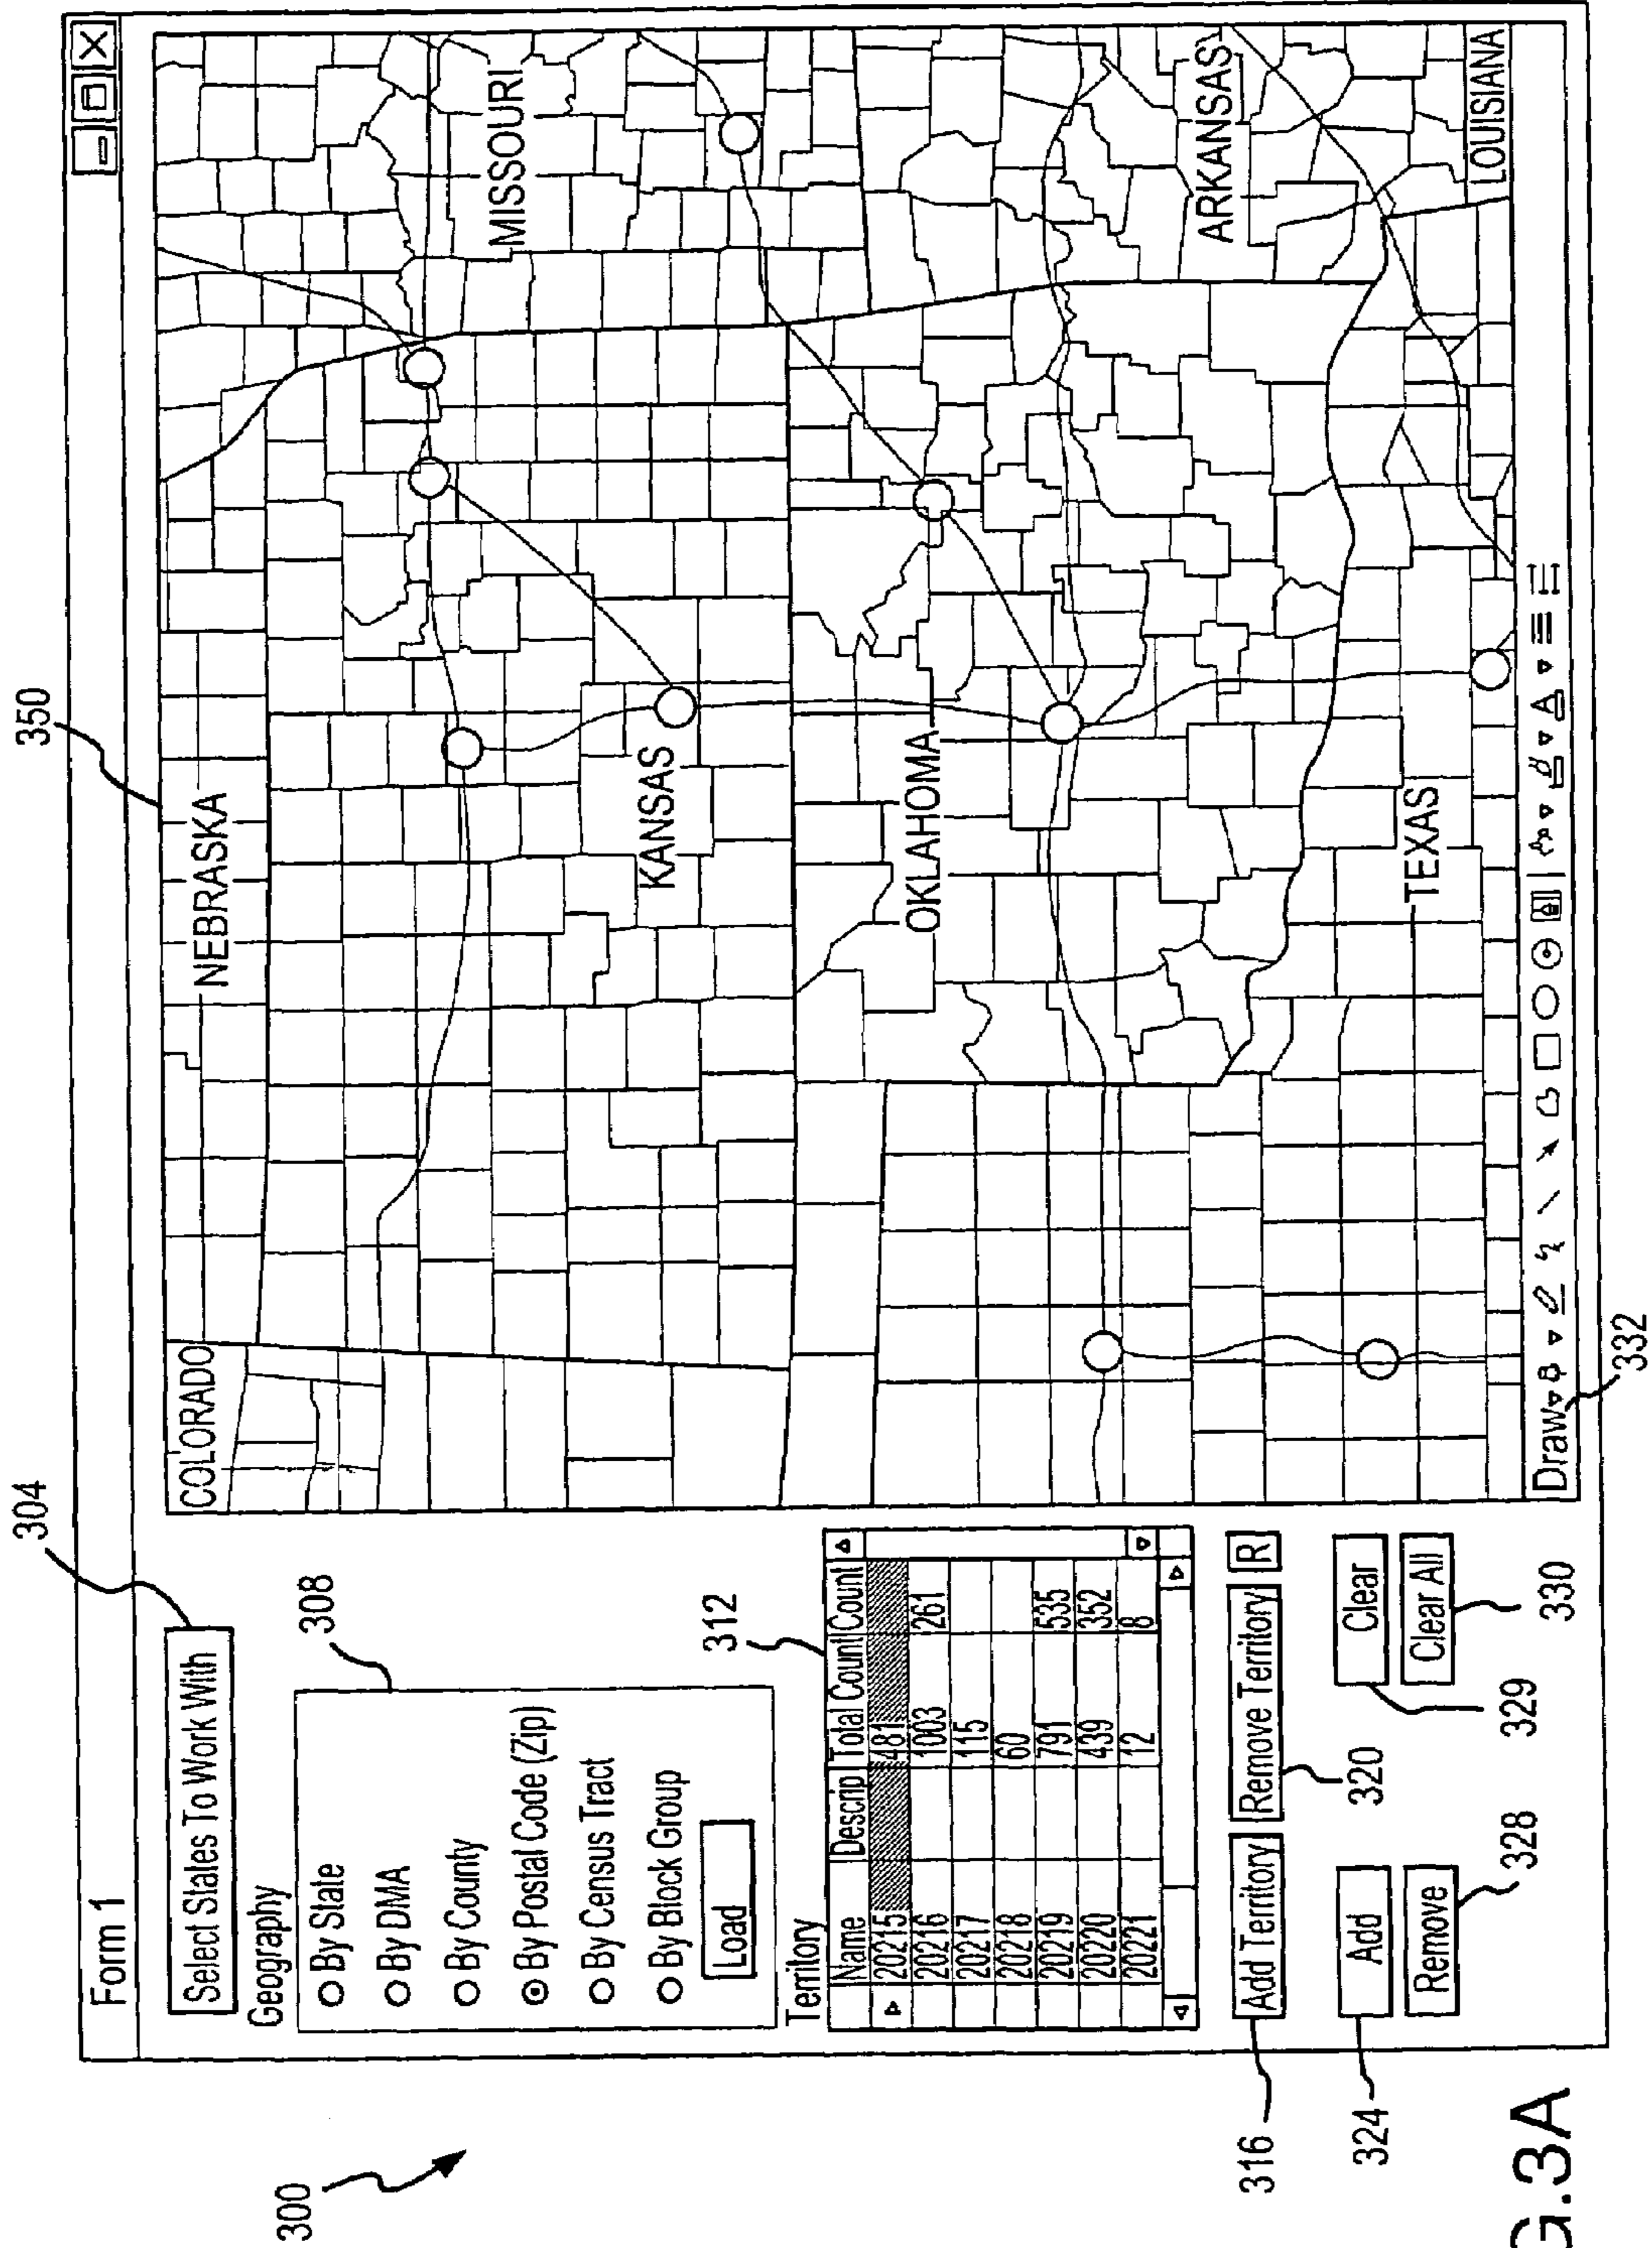 300
304
350
Form 1
Select States To Work With
Geography
By State
By DMA
By County
By Postal Code (Zip)
By Census Tract
By Block Group
Load
308
Territory
312
Name Descrip Total Count Count
20215 481
20216 1003 261
20217 115
20218 60
20219 791 535
20220 439 352
20221 12 8
Add Territory Remove Territory R
316
320
Add Clear
Remove Clear All
324
328
329
330
COLORADO
NEBRASKA
KANSAS
MISSOURI
OKLAHOMA
ARKANSAS
TEXAS
LOUISIANA
Draw
332
G.3A